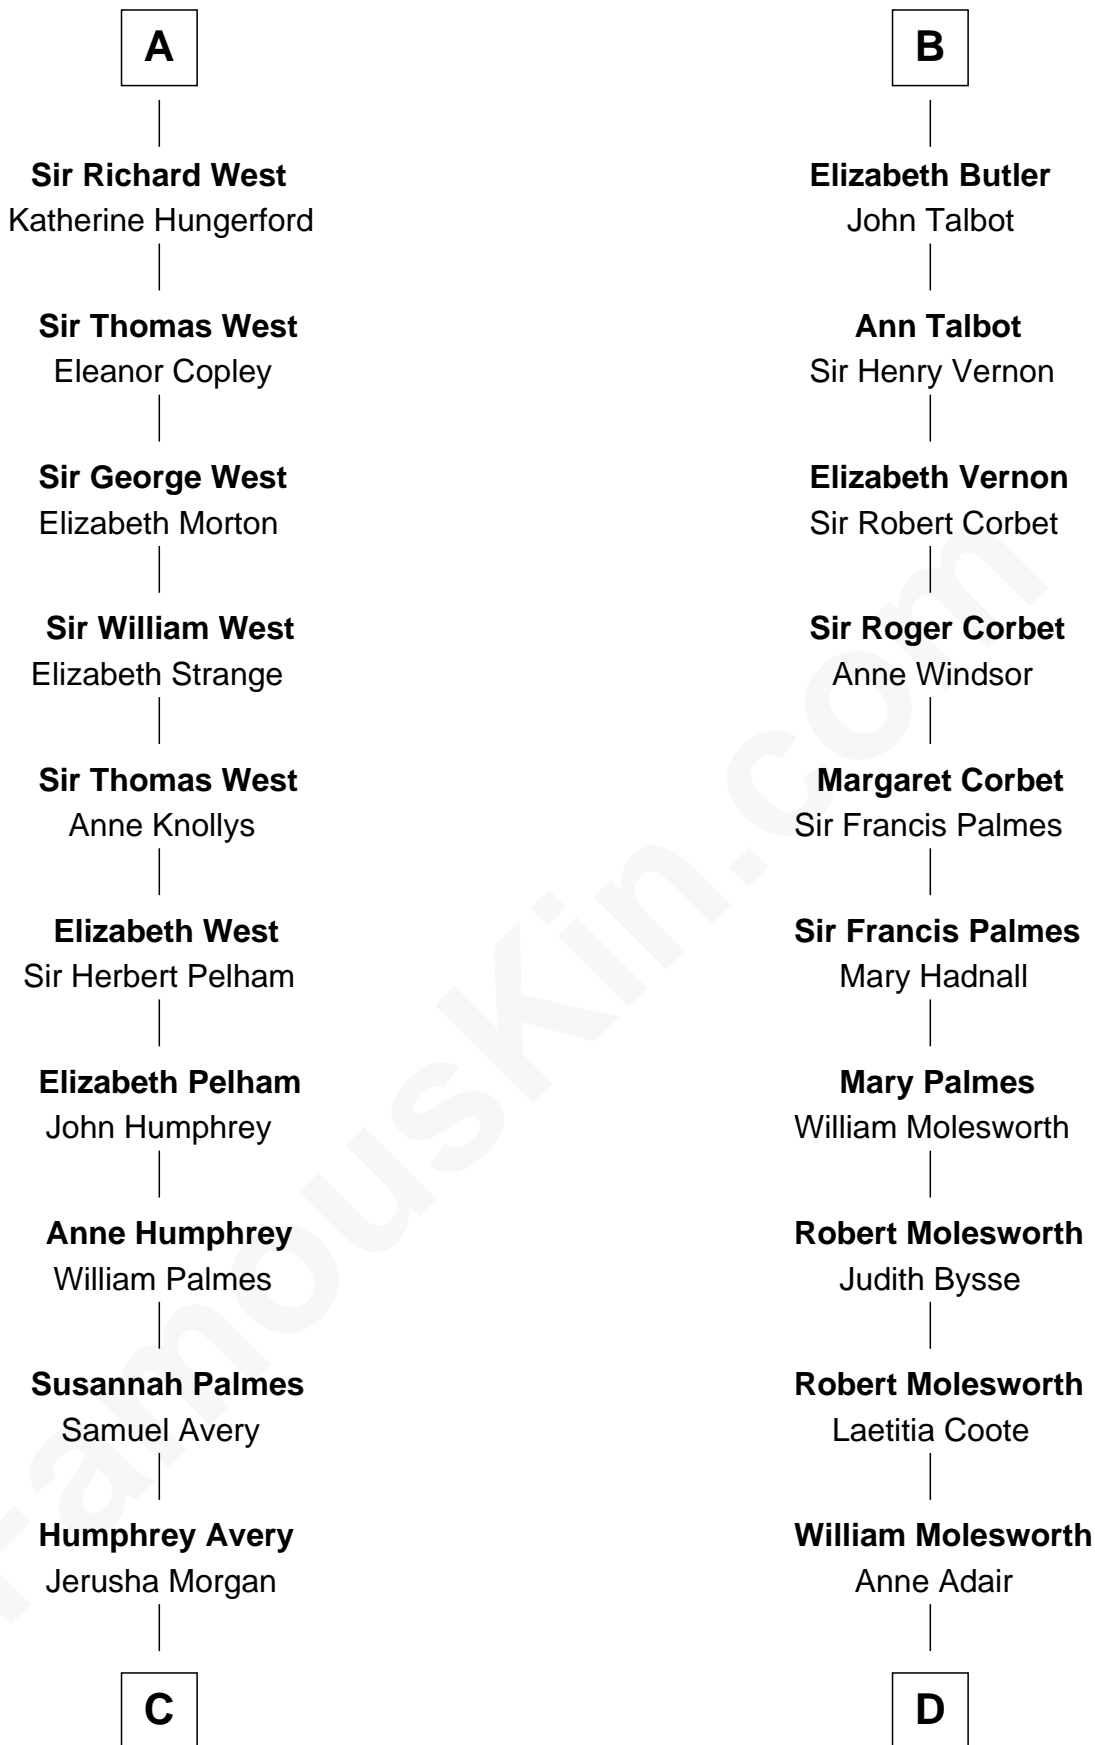 A
Sir Richard West
Katherine Hungerford
Sir Thomas West
Eleanor Copley
Sir George West
Elizabeth Morton
Sir William West
Elizabeth Strange
Sir Thomas West
Anne Knollys
Elizabeth West
Sir Herbert Pelham
Elizabeth Pelham
John Humphrey
Anne Humphrey
William Palmes
Susannah Palmes
Samuel Avery
Humphrey Avery
Jerusha Morgan
C
B
Elizabeth Butler
John Talbot
Ann Talbot
Sir Henry Vernon
Elizabeth Vernon
Sir Robert Corbet
Sir Roger Corbet
Anne Windsor
Margaret Corbet
Sir Francis Palmes
Sir Francis Palmes
Mary Hadnall
Mary Palmes
William Molesworth
Robert Molesworth
Judith Bysse
Robert Molesworth
Laetitia Coote
William Molesworth
Anne Adair
D
FamousKin.com